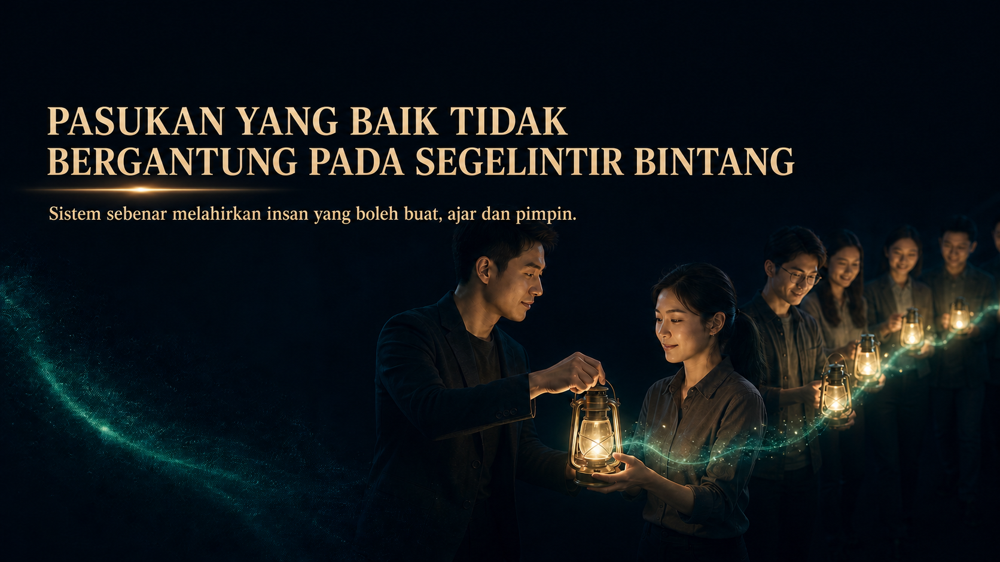 PASUKAN YANG BAIK TIDAK
BERGANTUNG PADA SEGELINTIR BINTANG
Sistem sebenar melahirkan insan yang boleh buat, ajar dan pimpin.